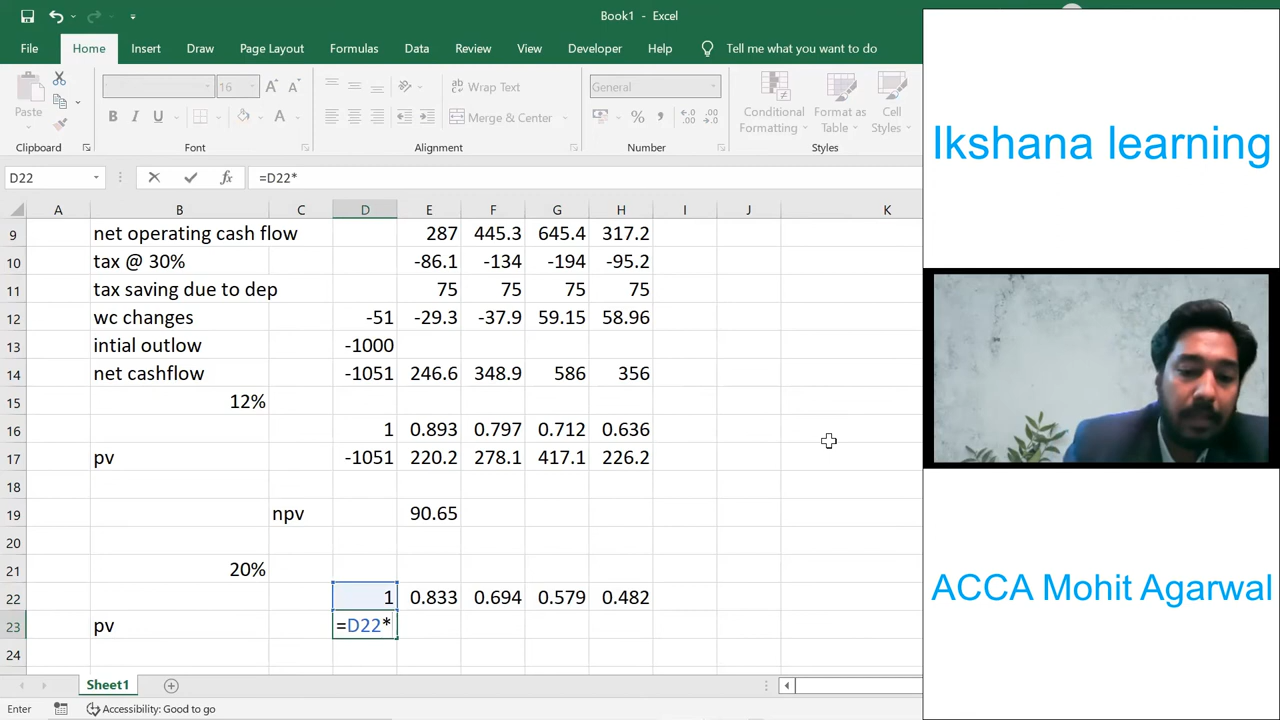 Book1 - Excel
File Home Insert Draw Page Layout Formulas Data Review View Developer Help Tell me what you want to do
Paste
16
B I U
Wrap Text
Merge & Center
General
Conditional Formatting
Format as Table
Cell Styles
Clipboard Font Alignment Number Styles
D22 =D22*
A B C D E F G H I J K
9 net operating cash flow 287 445.3 645.4 317.2
10 tax @ 30% -86.1 -134 -194 -95.2
11 tax saving due to dep 75 75 75 75
12 wc changes -51 -29.3 -37.9 59.15 58.96
13 intial outlow -1000
14 net cashflow -1051 246.6 348.9 586 356
15 12%
16 1 0.893 0.797 0.712 0.636
17 pv -1051 220.2 278.1 417.1 226.2
18
19 npv 90.65
20
21 20%
22 1 0.833 0.694 0.579 0.482
23 pv =D22*
24
Sheet1
Enter Accessibility: Good to go
Ikshana learning
ACCA Mohit Agarwal